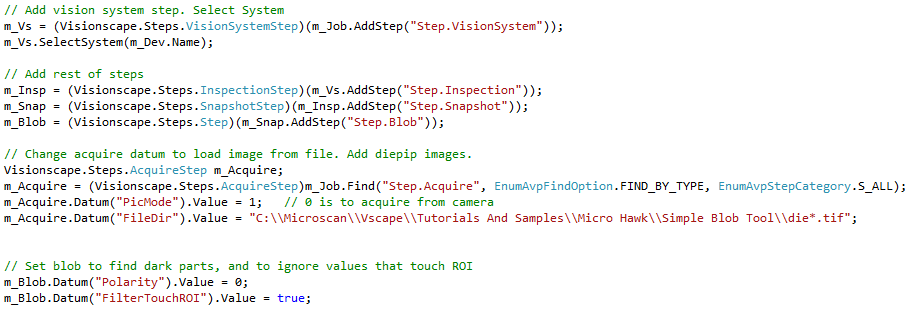 // Add vision system step. Select System
m_Vs = (Visionscape.Steps.VisionSystemStep)(m_Job.AddStep("Step.VisionSystem"));
m_Vs.SelectSystem(m_Dev.Name);
// Add rest of steps
m_Insp = (Visionscape.Steps.InspectionStep)(m_Vs.AddStep("Step.Inspection"));
m_Snap = (Visionscape.Steps.SnapshotStep)(m_Insp.AddStep("Step.Snapshot"));
m_Blob = (Visionscape.Steps.Step)(m_Snap.AddStep("Step.Blob"));
// Change acquire datum to load image from file. Add diepip images.
Visionscape.Steps.AcquireStep m_Acquire;
m_Acquire = (Visionscape.Steps.AcquireStep)m_Job.Find("Step.Acquire", EnumAvpFindOption.FIND_BY_TYPE, EnumAvpStepCategory.S_ALL);
m_Acquire.Datum("PicMode").Value = 1;   // 0 is to acquire from camera
m_Acquire.Datum("FileDir").Value = "C:\\Microscan\\Vscape\\Tutorials And Samples\\Micro Hawk\\Simple Blob Tool\\die*.tif";
// Set blob to find dark parts, and to ignore values that touch ROI
m_Blob.Datum("Polarity").Value = 0;
m_Blob.Datum("FilterTouchROI").Value = true;